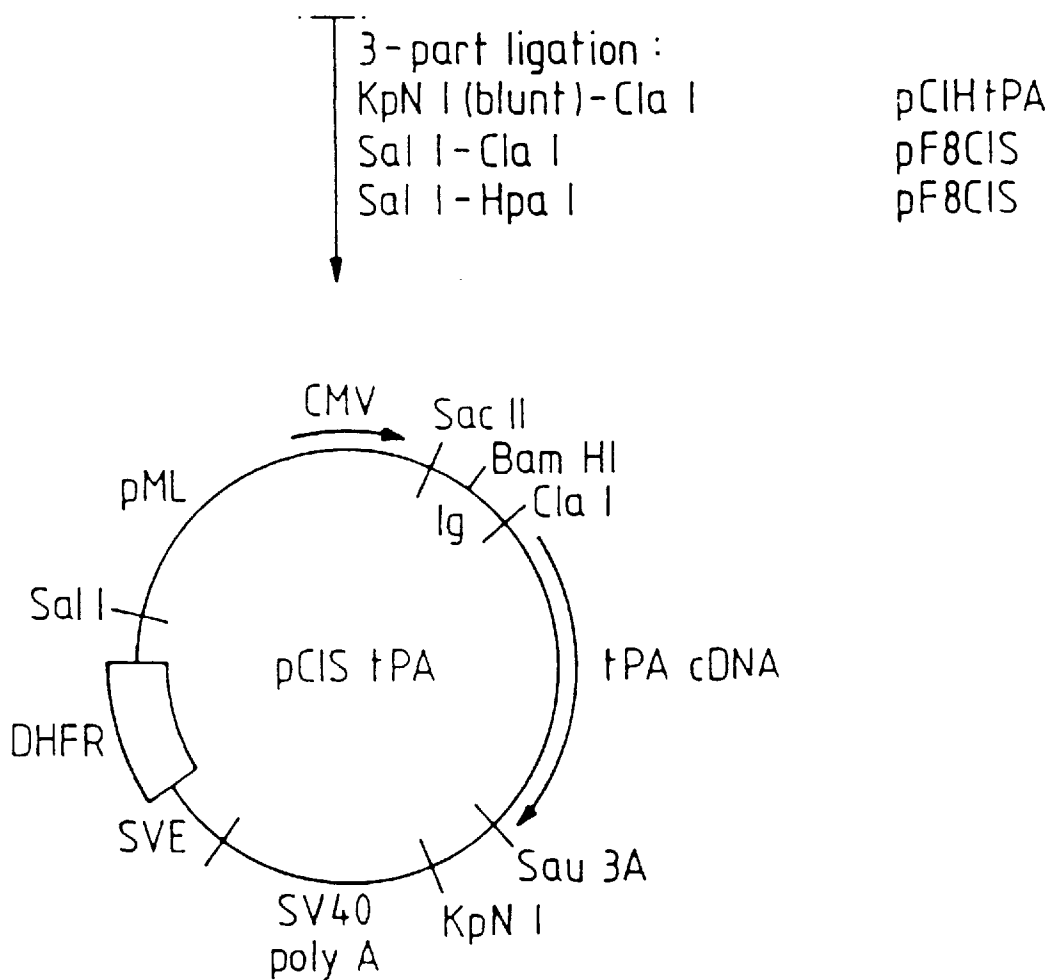 3-part ligation:
KpN I (blunt)-Cla I pCIHtPA
Sal I-Cla I pF8CIS
Sal I-Hpa I pF8CIS
CMV
Sac II
Bam HI
Cla I
Ig
pML
Sal I
pCIS tPA
tPA cDNA
DHFR
SVE
Sau 3A
KpN I
SV40
poly A